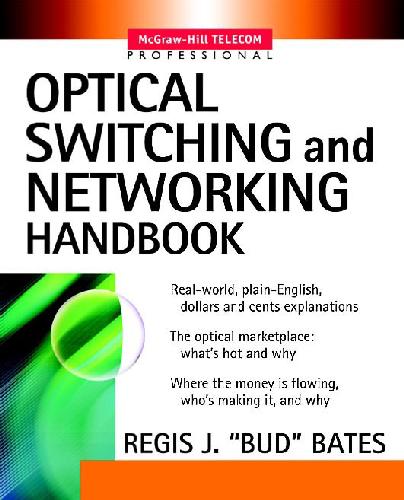 McGraw-Hill TELECOM
PROFESSIONAL
OPTICAL
SWITCHING and
NETWORKING
HANDBOOK
Real-world, plain-English,
dollars and cents explanations
The optical marketplace:
what's hot and why
Where the money is flowing,
who's making it, and why
REGIS J. "BUD" BATES